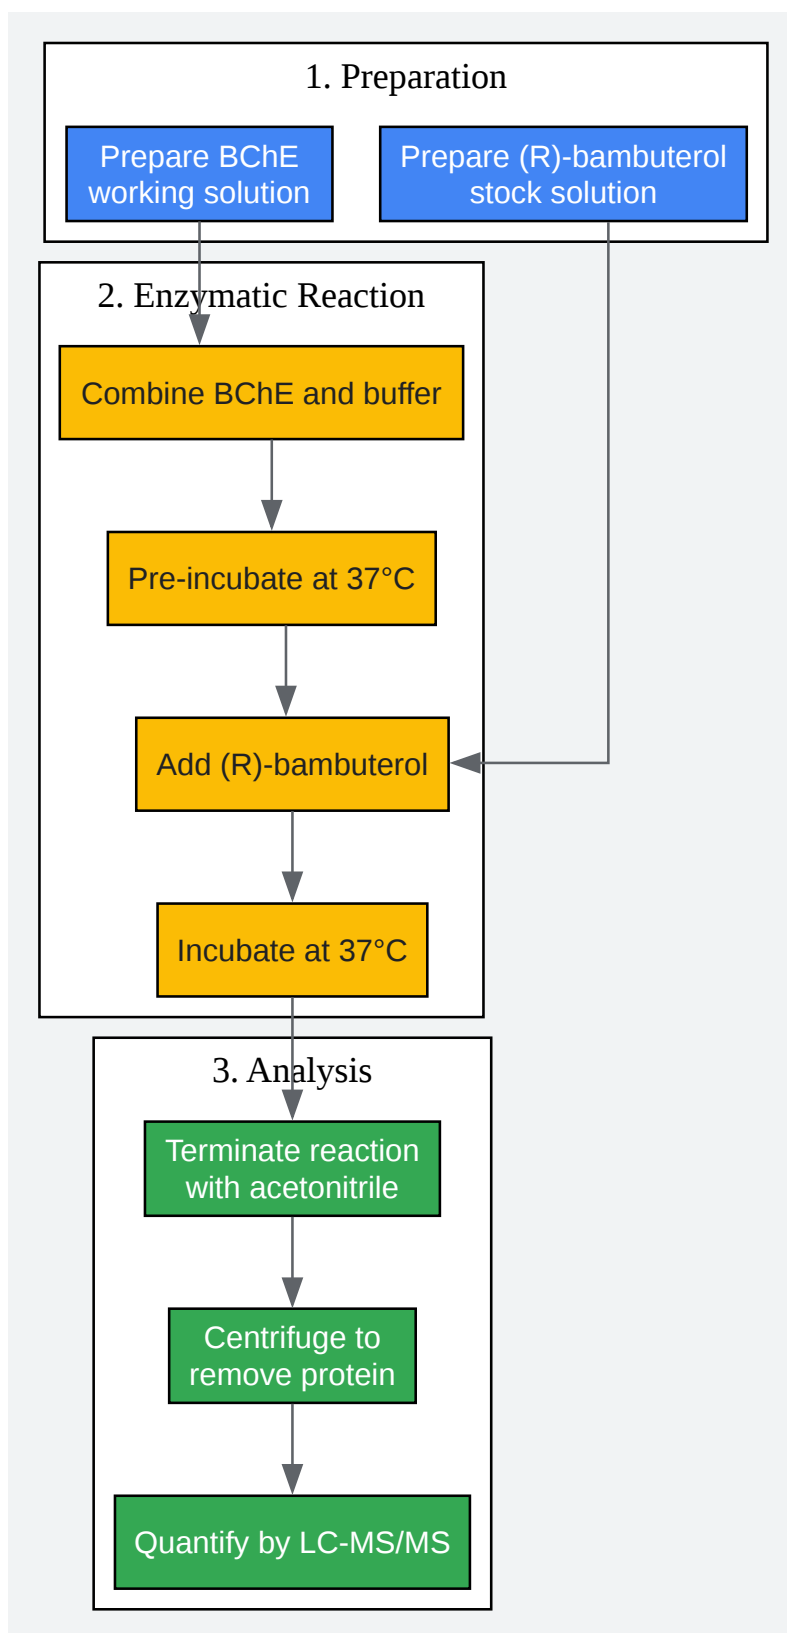 1. Preparation
Prepare BChE
working solution
Prepare (R)-bambuterol
stock solution
2. Enzymatic Reaction
Combine BChE and buffer
Pre-incubate at 37°C
Add (R)-bambuterol
Incubate at 37°C
3. Analysis
Terminate reaction
with acetonitrile
Centrifuge to
remove protein
Quantify by LC-MS/MS